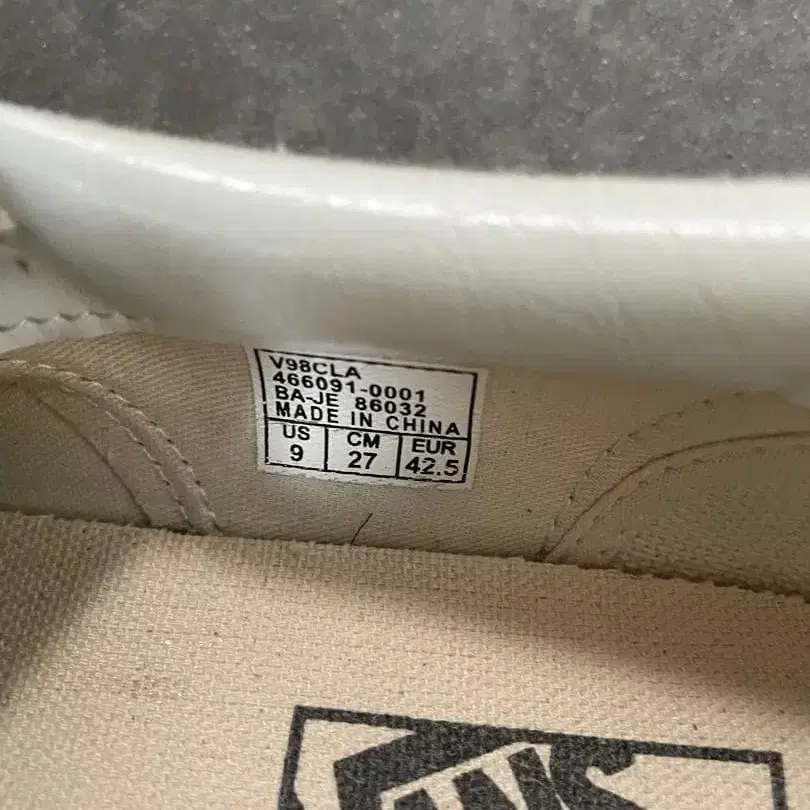 V98CLA
466091-0001
BA-JE 86032
MADE IN CHINA
US CM EUR
9 27 42.5